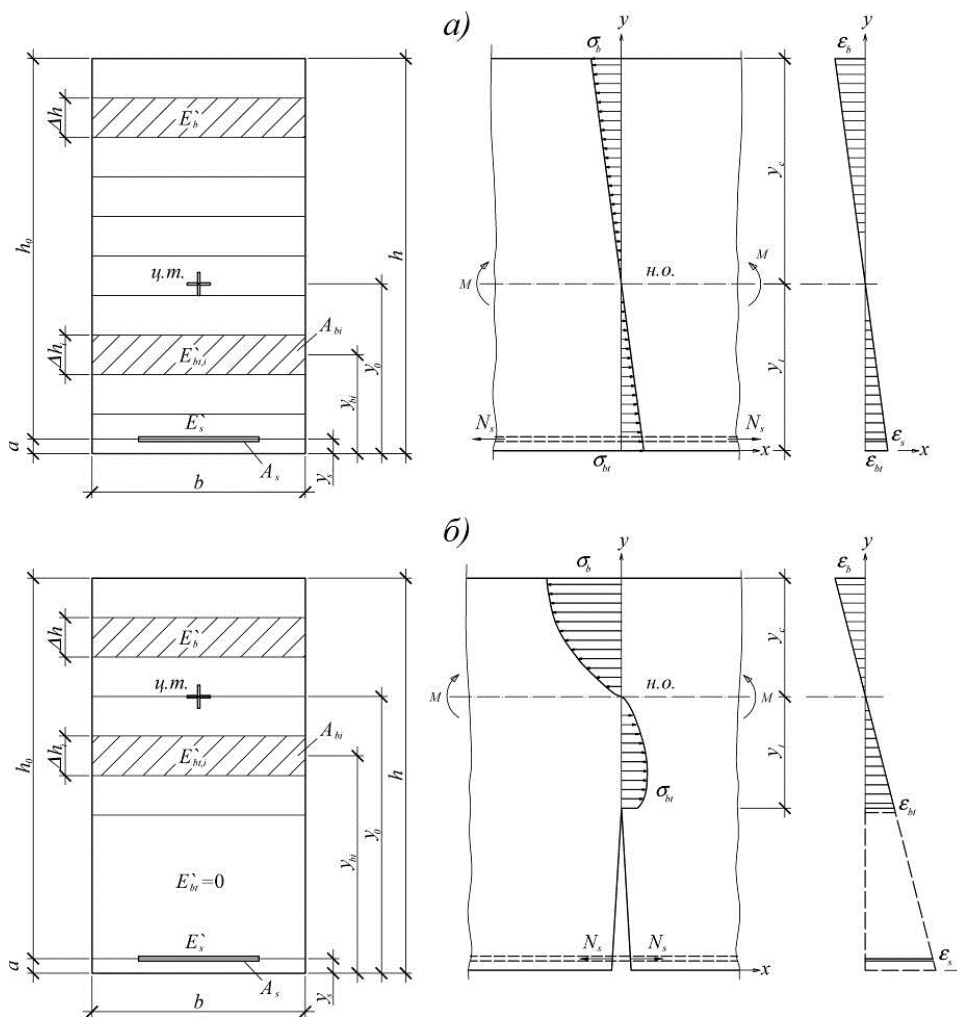 а)
σb
y
εb
Δh
E`b
h0
h
yc
ц.т.
M
н.о.
M
Δh
E`bt,i
Abi
ybi
y0
yt
E`s
a
As
ys
b
Ns
Ns
σbt
x
εs
εbt
x
б)
σb
y
εb
Δh
E`b
yc
ц.т.
h0
M
н.о.
M
h
Δhi
E`bt,i
Abi
ybi
y0
yt
σbt
εbt
E`bt=0
E`s
a
As
ys
b
Ns
Ns
x
εs